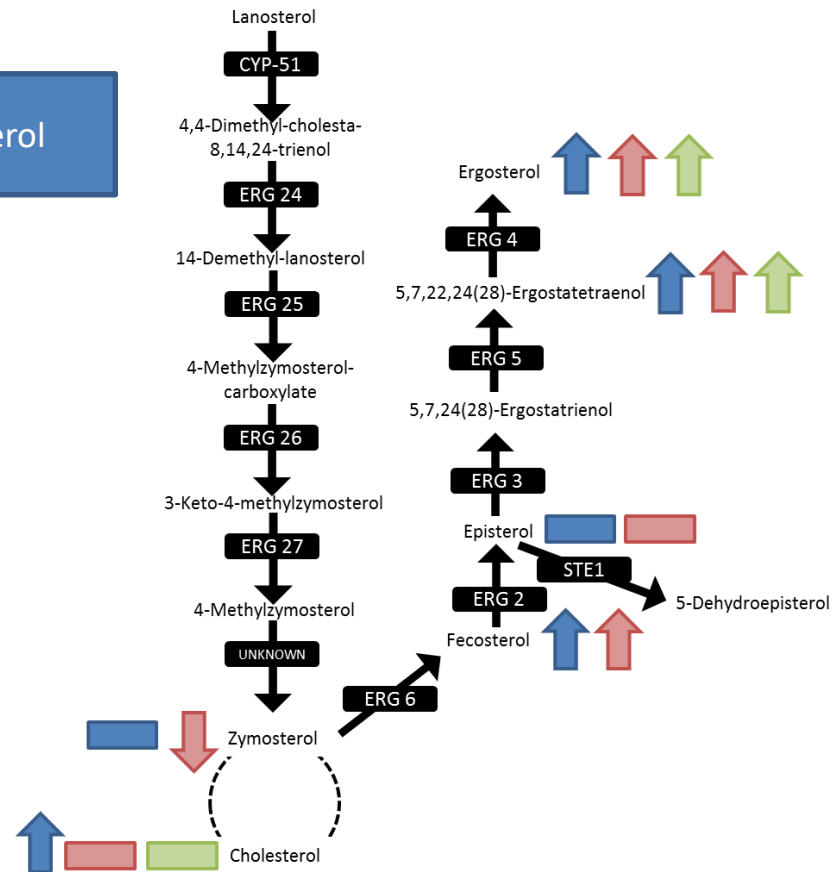 Lanosterol
CYP-51
4,4-Dimethyl-cholesta-
8,14,24-trienol
ERG 24
14-Demethyl-lanosterol
ERG 25
4-Methylzymosterol-
carboxylate
ERG 26
3-Keto-4-methylzymosterol
ERG 27
4-Methylzymosterol
UNKNOWN
Zymosterol
Cholesterol
ERG 6
Fecosterol
ERG 2
Episterol
STE1
5-Dehydroepisterol
ERG 3
5,7,24(28)-Ergostatrienol
ERG 5
5,7,22,24(28)-Ergostatetraenol
ERG 4
Ergosterol